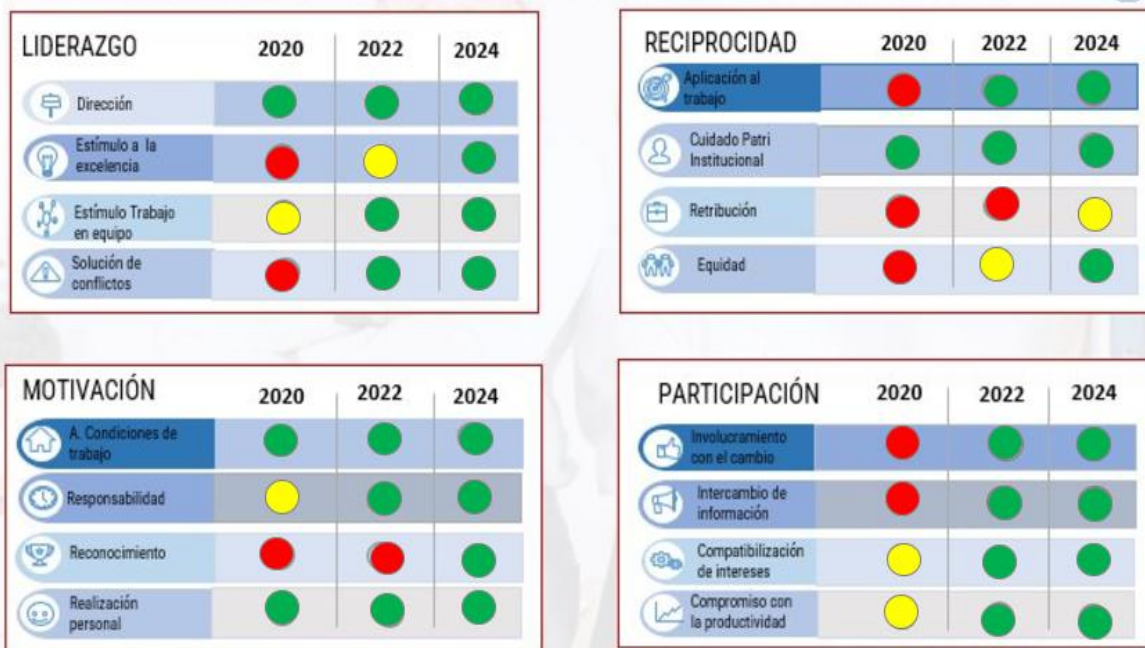 LIDERAZGO 2020 2022 2024
Dirección
Estímulo a la
excelencia
Estímulo Trabajo
en equipo
Solución de
conflictos
RECIPROCIDAD 2020 2022 2024
Aplicación al
trabajo
Cuidado Patri
Institucional
Retribución
Equidad
MOTIVACIÓN 2020 2022 2024
A. Condiciones de
trabajo
Responsabilidad
Reconocimiento
Realización
personal
PARTICIPACIÓN 2020 2022 2024
Involucramiento
con el cambio
Intercambio de
información
Compatibilización
de intereses
Compromiso con
la productividad